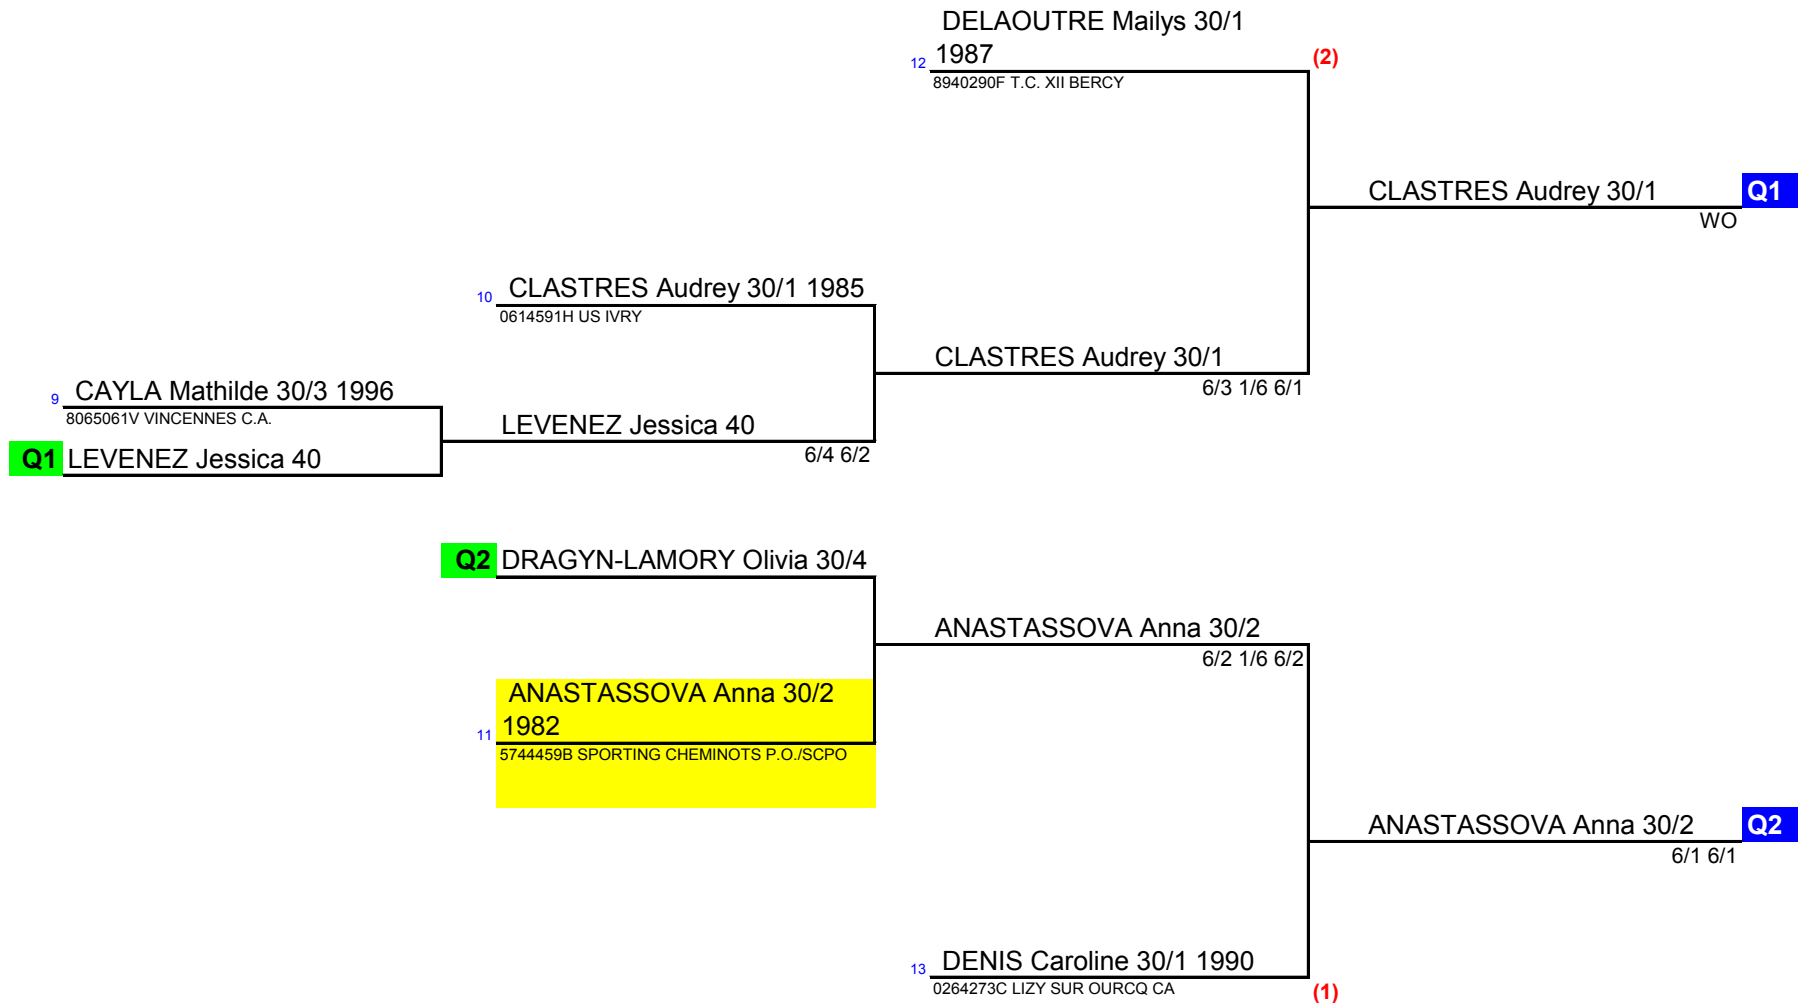 DELAOUTRE Mailys 30/1
12 1987 (2)
8940290F T.C. XII BERCY
CLASTRES Audrey 30/1 Q1
WO
10 CLASTRES Audrey 30/1 1985
0614591H US IVRY
CLASTRES Audrey 30/1
6/3 1/6 6/1
9 CAYLA Mathilde 30/3 1996
8065061V VINCENNES C.A.
LEVENEZ Jessica 40
6/4 6/2
Q1 LEVENEZ Jessica 40
Q2 DRAGYN-LAMORY Olivia 30/4
ANASTASSOVA Anna 30/2
6/2 1/6 6/2
ANASTASSOVA Anna 30/2
11 1982
5744459B SPORTING CHEMINOTS P.O./SCPO
ANASTASSOVA Anna 30/2 Q2
6/1 6/1
13 DENIS Caroline 30/1 1990
0264273C LIZY SUR OURCQ CA
(1)